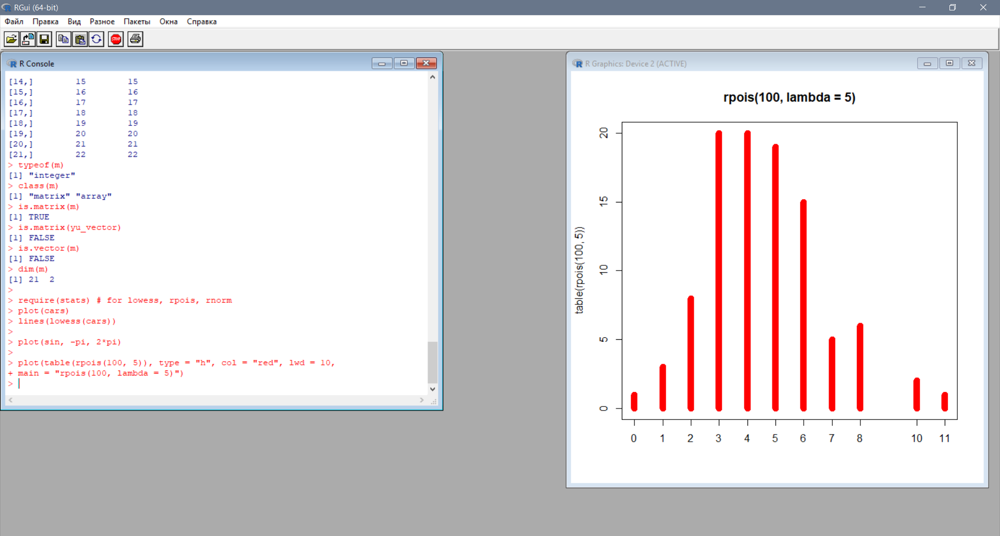 RGui (64-bit)
Файл Правка Вид Разное Пакеты Окна Справка
STOP
R Console
[14,] 15 15
[15,] 16 16
[16,] 17 17
[17,] 18 18
[18,] 19 19
[19,] 20 20
[20,] 21 21
[21,] 22 22
> typeof(m)
[1] "integer"
> class(m)
[1] "matrix" "array"
> is.matrix(m)
[1] TRUE
> is.matrix(yu_vector)
[1] FALSE
> is.vector(m)
[1] FALSE
> dim(m)
[1] 21 2
>
> require(stats) # for lowess, rpois, rnorm
> plot(cars)
> lines(lowess(cars))
>
> plot(sin, -pi, 2*pi)
>
> plot(table(rpois(100, 5)), type = "h", col = "red", lwd = 10,
+ main = "rpois(100, lambda = 5)")
>
R Graphics: Device 2 (ACTIVE)
rpois(100, lambda = 5)
table(rpois(100, 5))
20
15
10
5
0
0 1 2 3 4 5 6 7 8 10 11